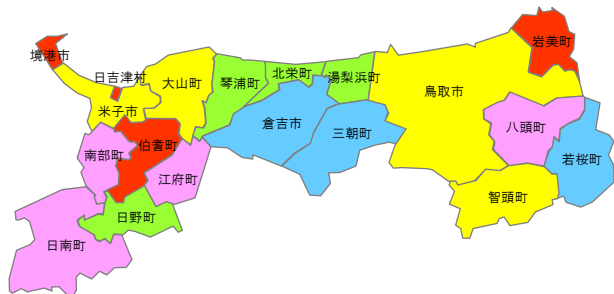 境港市
日吉津村
米子市
大山町
琴浦町
北栄町
湯梨浜町
鳥取市
岩美町
倉吉市
三朝町
八頭町
若桜町
智頭町
伯耆町
南部町
江府町
日野町
日南町